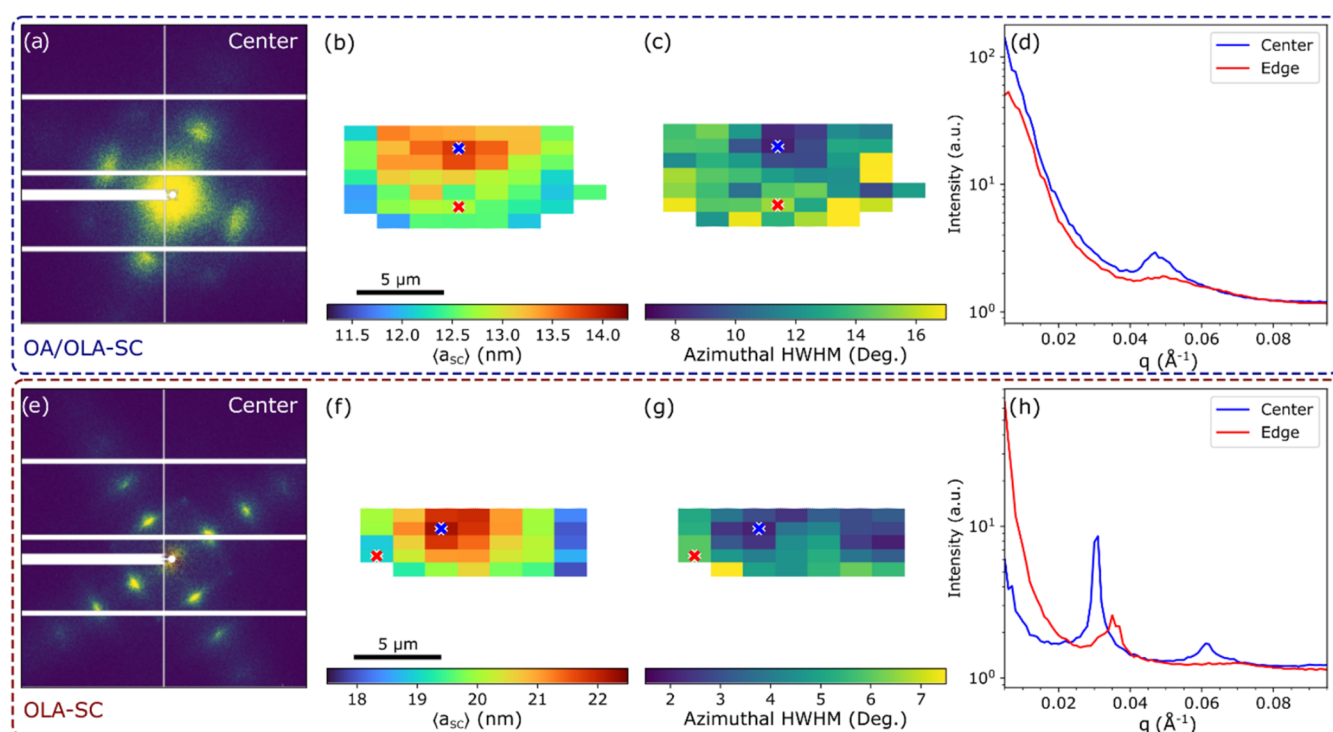 (a) Center
(b)
(c)
(d)
Center
Edge
10²
10¹
10⁰
Intensity (a.u.)
0.02 0.04 0.06 0.08
q (Å⁻¹)
5 μm
11.5 12.0 12.5 13.0 13.5 14.0
⟨a_SC⟩ (nm)
8 10 12 14 16
Azimuthal HWHM (Deg.)
OA/OLA-SC
(e) Center
(f)
(g)
(h)
Center
Edge
10¹
10⁰
Intensity (a.u.)
0.02 0.04 0.06 0.08
q (Å⁻¹)
5 μm
18 19 20 21 22
⟨a_SC⟩ (nm)
2 3 4 5 6 7
Azimuthal HWHM (Deg.)
OLA-SC